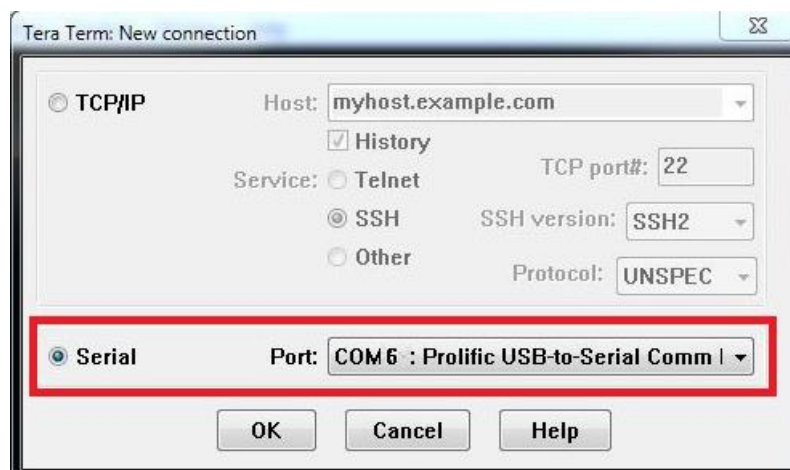 Tera Term: New connection
TCP/IP Host: myhost.example.com
History
Service: Telnet TCP port#: 22
SSH SSH version: SSH2
Other Protocol: UNSPEC
Serial Port: COM6 : Prolific USB-to-Serial Comm
OK Cancel Help